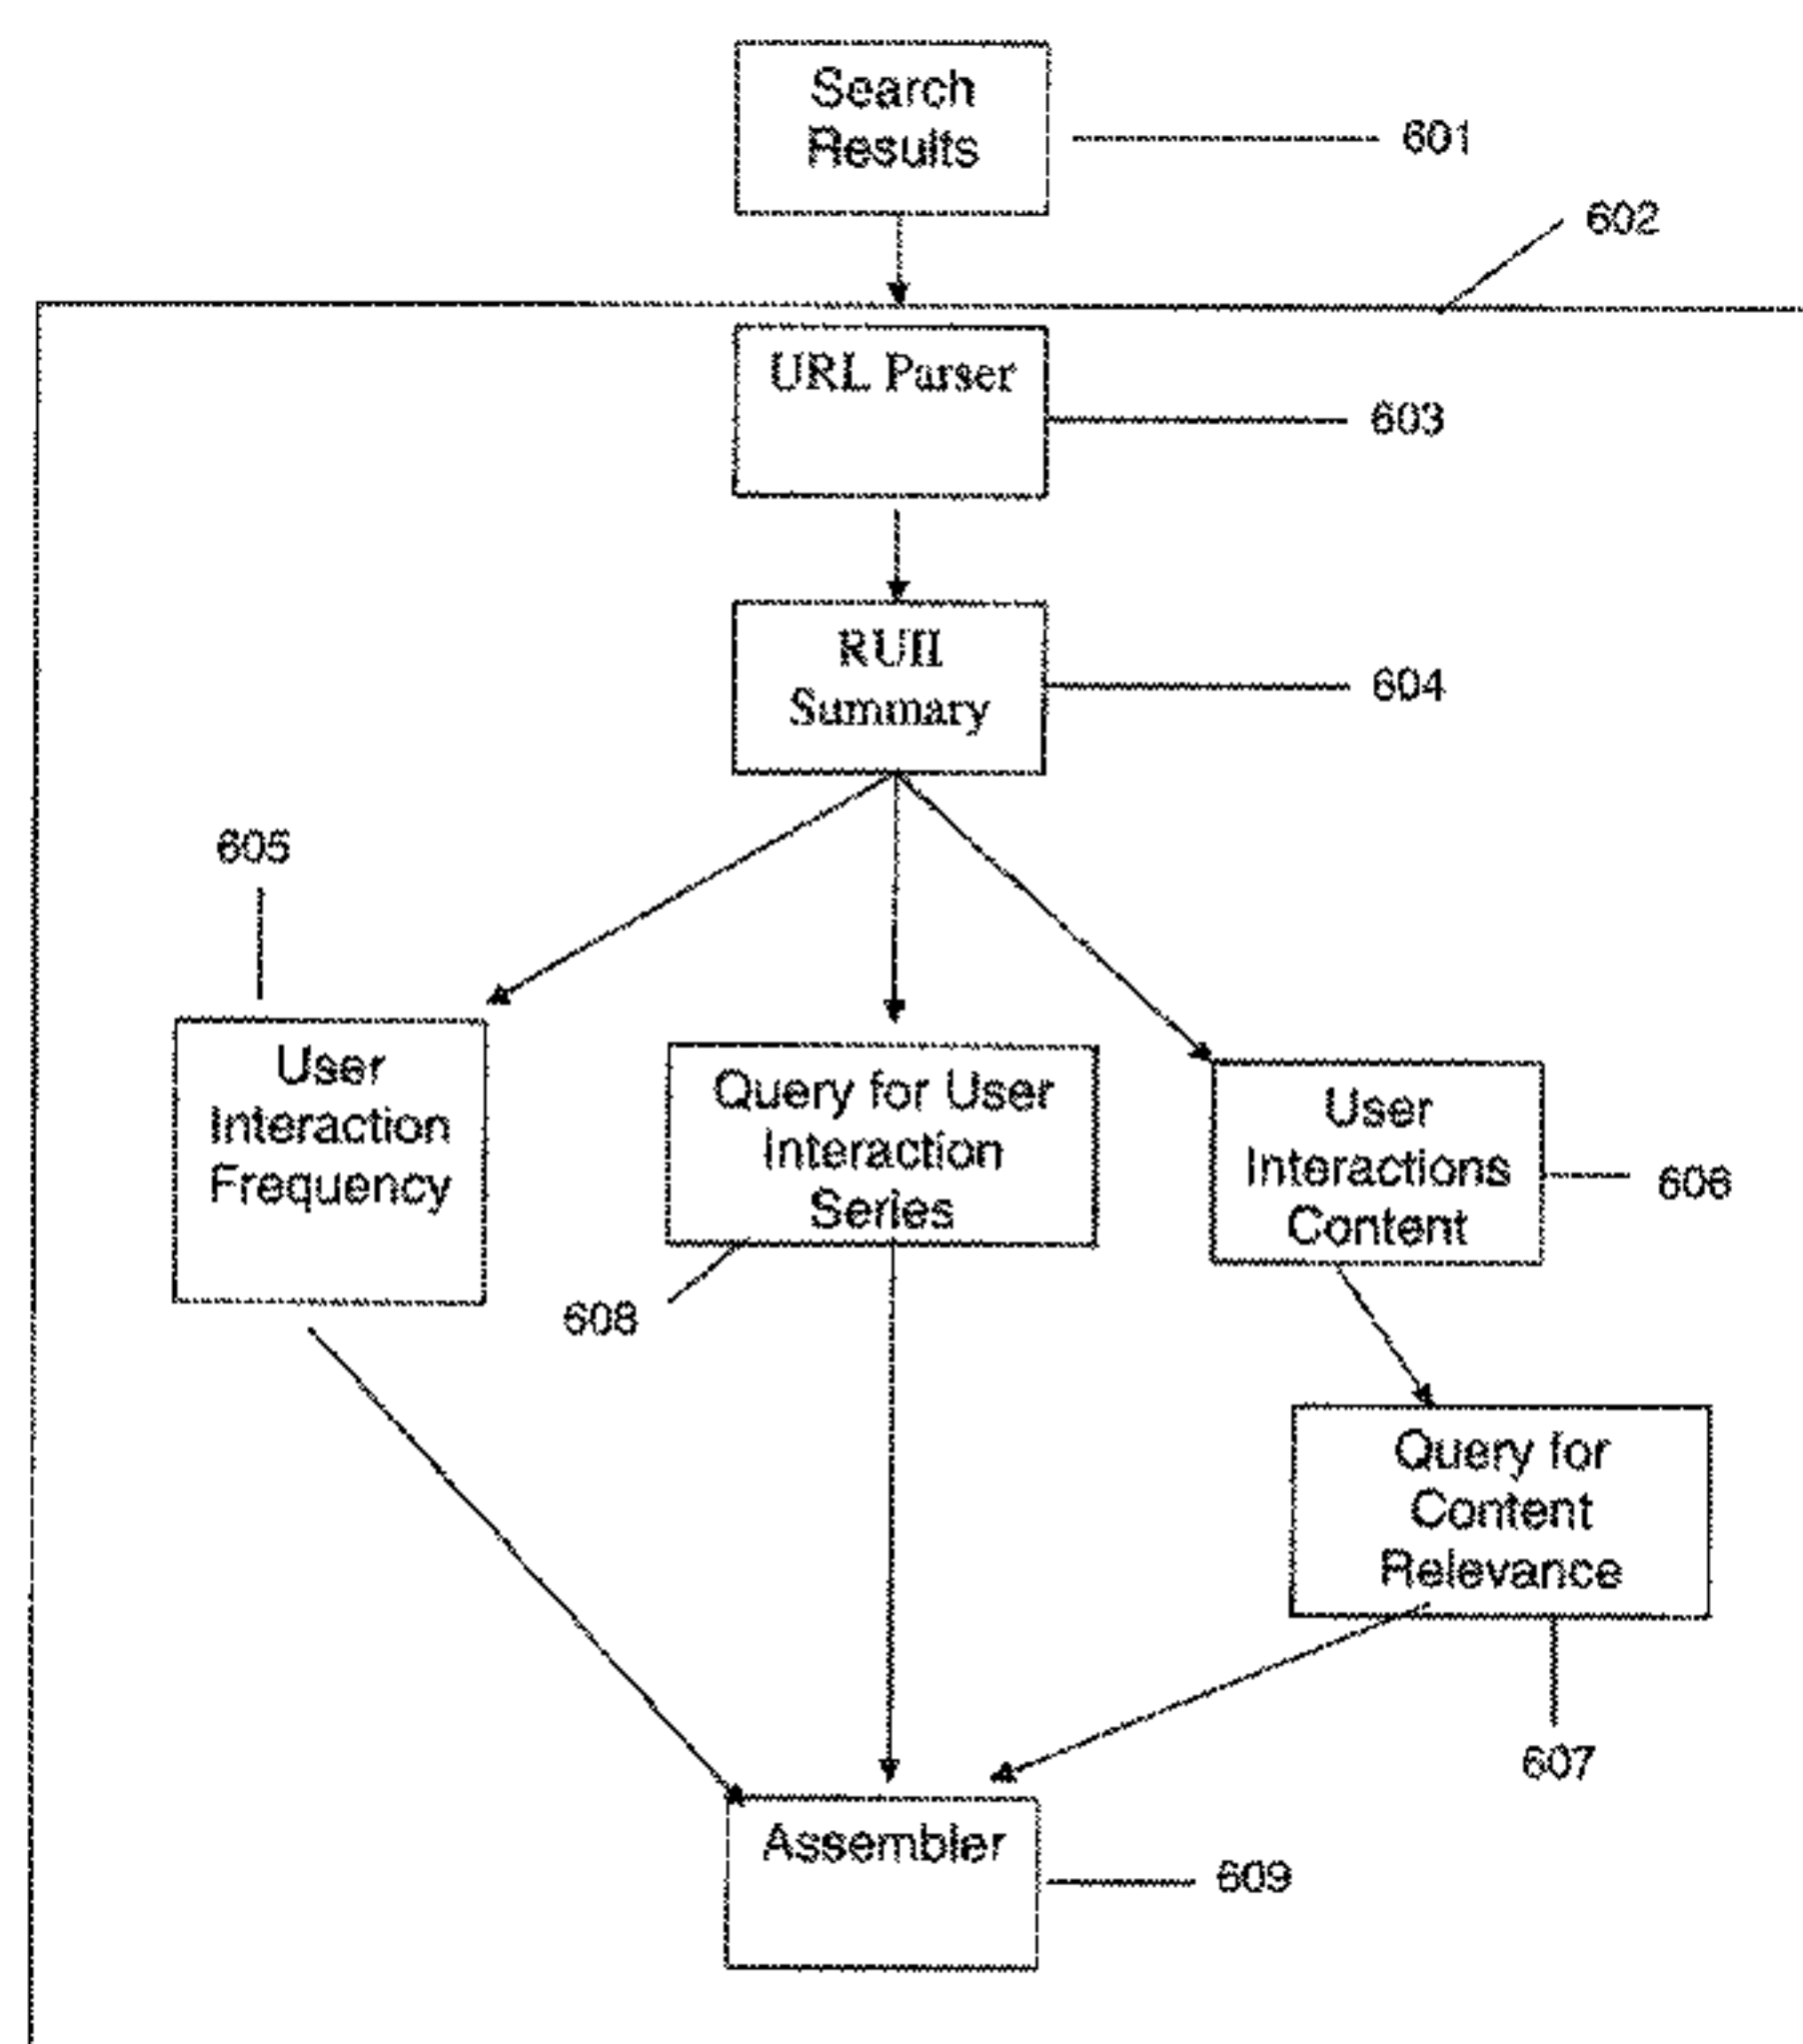 Search
Results
601
602
URL Parser
603
RUII
Summary
604
605
User
Interaction
Frequency
Query for User
Interaction
Series
608
User
Interactions
Content
606
Query for
Content
Relevance
607
Assembler
609